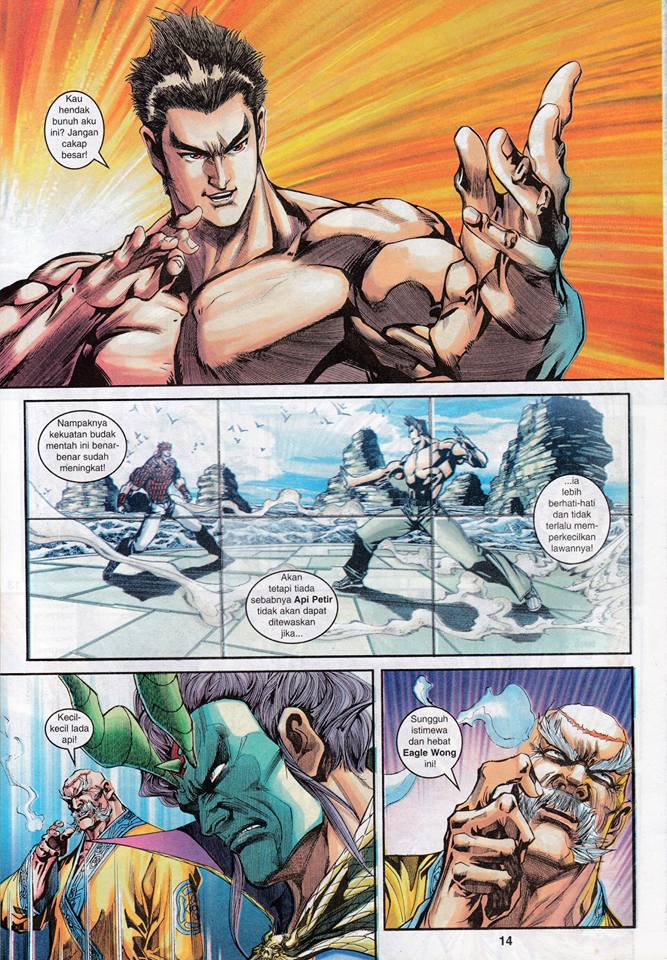 Kau
hendak
bunuh aku
ini? Jangan
cakap
besar!
Nampaknya
kekuatan budak
mentah ini benar-
benar sudah
meningkat!
...ia
lebih
berhati-hati
dan tidak
terlalu mem-
perkecilkan
lawannya!
Akan
tetapi tiada
sebabnya Api Petir
tidak akan dapat
ditewaskan
jika...
Kecil-
kecil lada
api!
Sungguh
istimewa
dan hebat
Eagle Wong
ini!
14